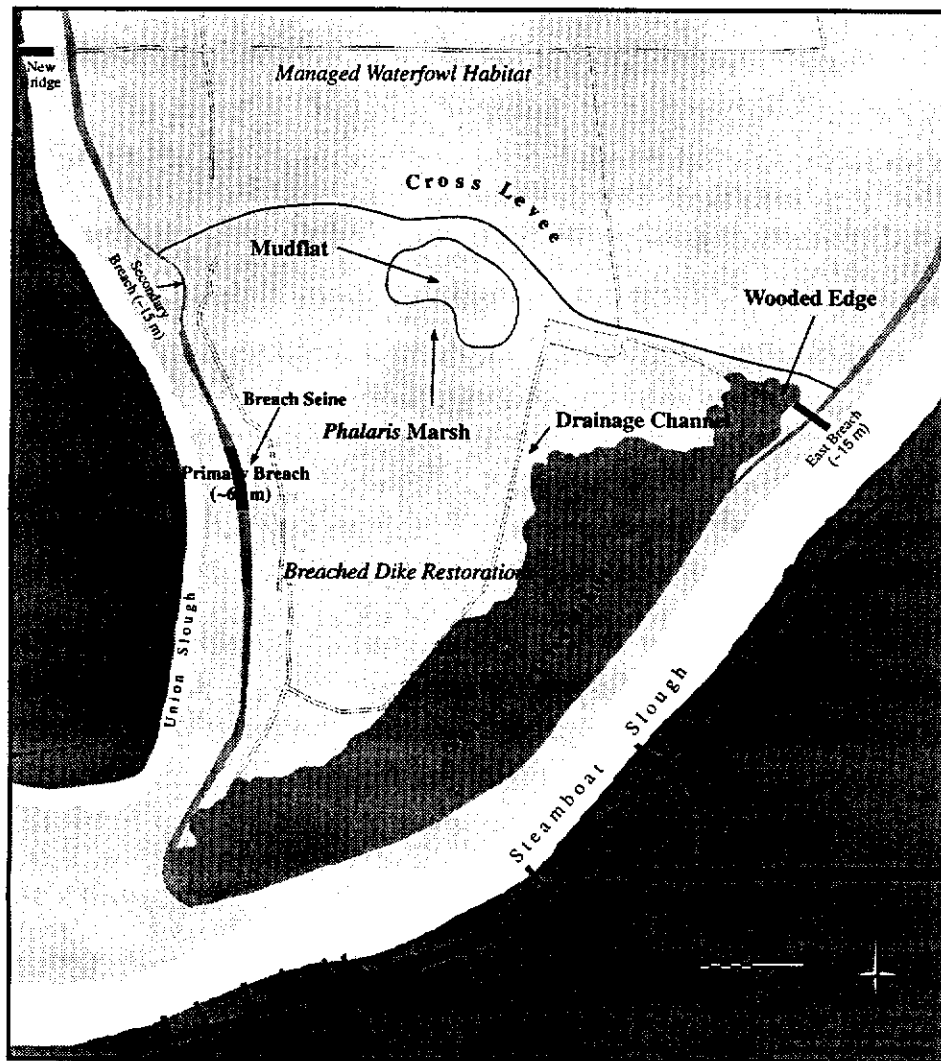 New
ridge
Managed Waterfowl Habitat
Cross Levee
Mudflat
Secondary
Breach (~15 m)
Wooded Edge
Breach Seine
Phalaris Marsh
Drainage Channel
East Breach
(~15 m)
Primary Breach
m)
Breached Dike Restoration
Union Slough
Steamboat Slough